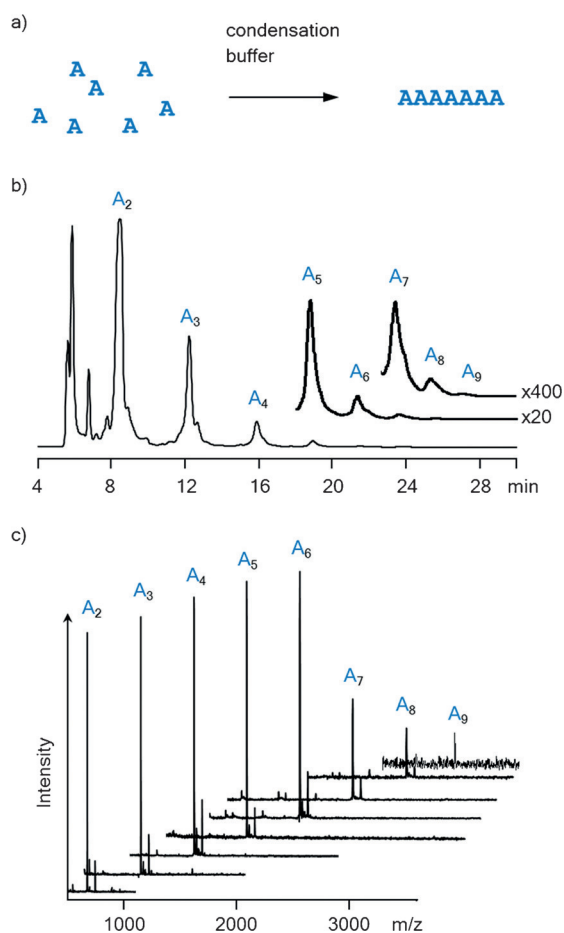 a)
condensation
buffer
A A A A A A A
AAAAAAA
b)
A2
A3
A4
A5
A6
A7
A8
A9
x400
x20
4 8 12 16 20 24 28 min
c)
A2
A3
A4
A5
A6
A7
A8
A9
Intensity
1000 2000 3000 m/z